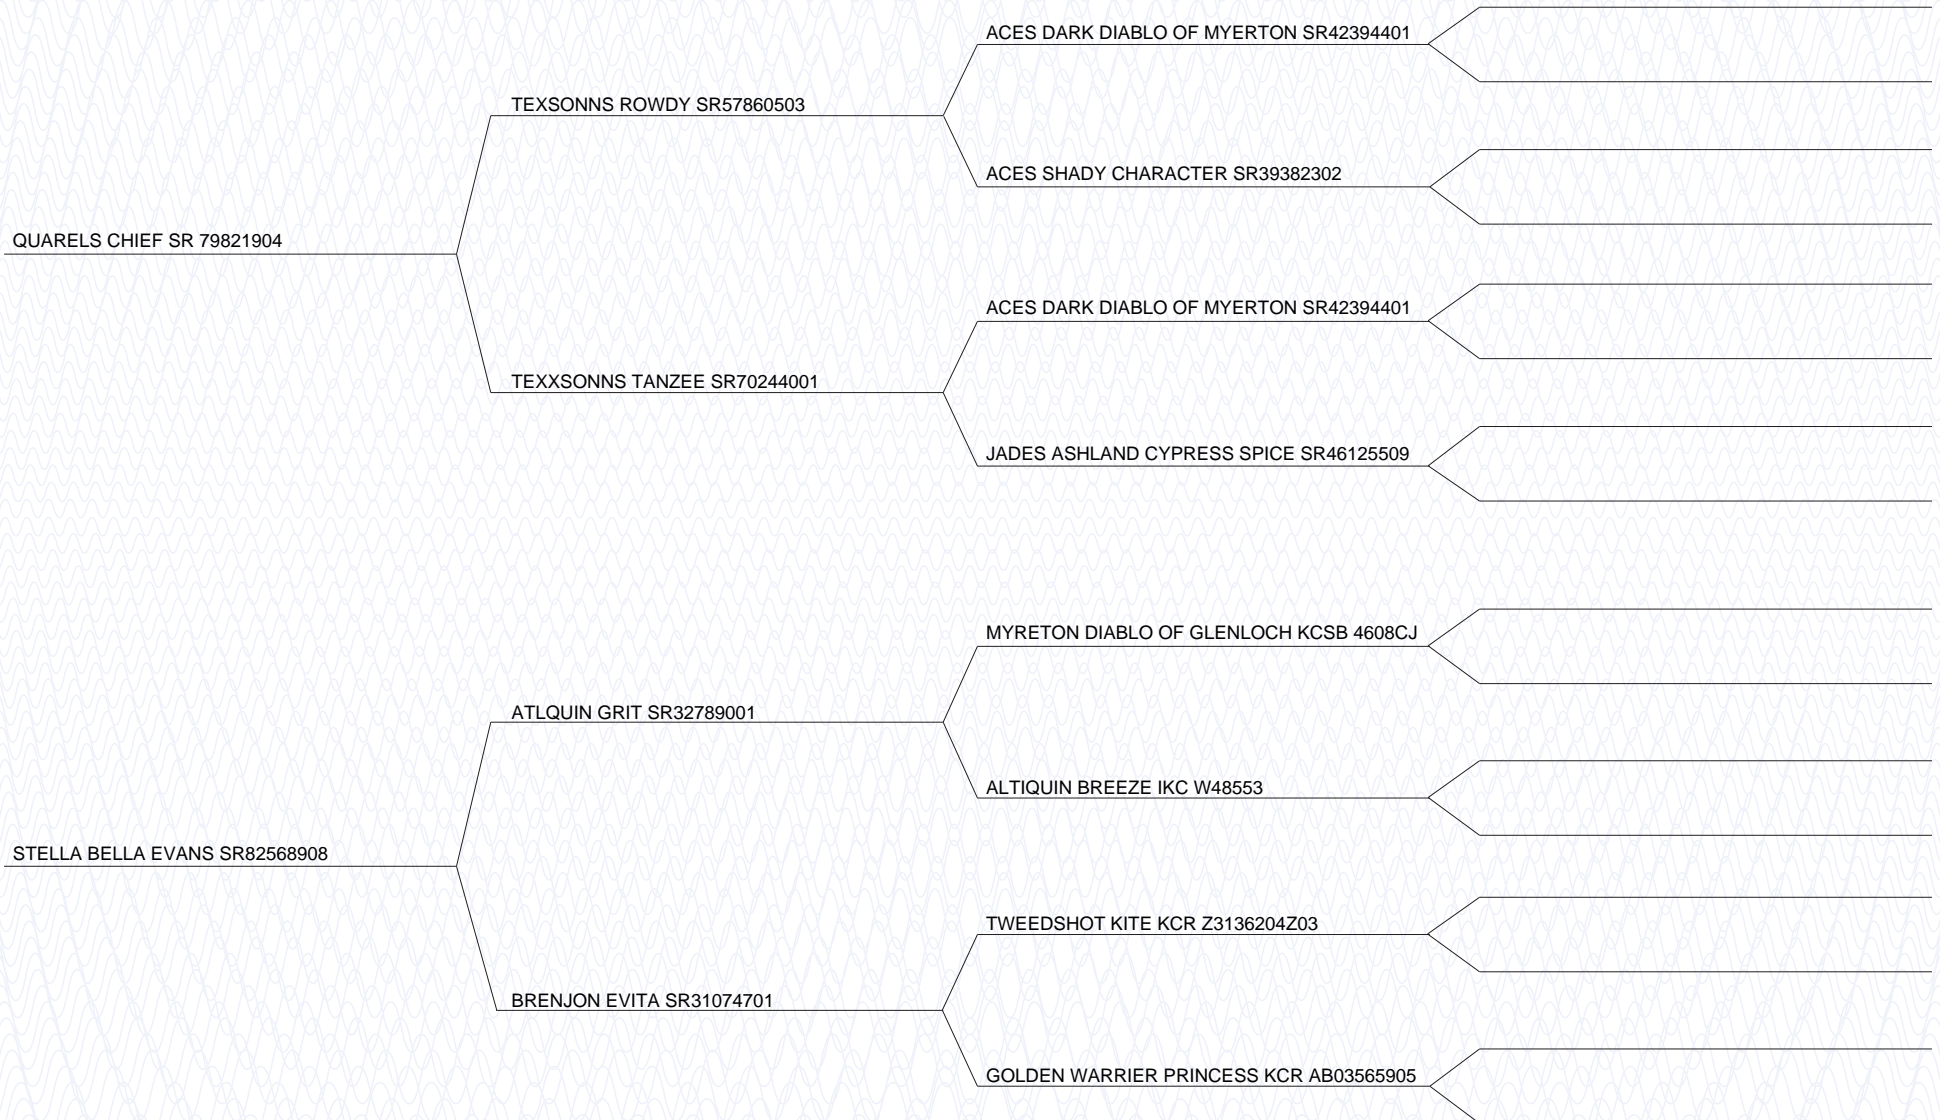 ACES DARK DIABLO OF MYERTON SR42394401
TEXSONNS ROWDY SR57860503
ACES SHADY CHARACTER SR39382302
QUARELS CHIEF SR 79821904
ACES DARK DIABLO OF MYERTON SR42394401
TEXXSONNS TANZEE SR70244001
JADES ASHLAND CYPRESS SPICE SR46125509
MYRETON DIABLO OF GLENLOCH KCSB 4608CJ
ATLQUIN GRIT SR32789001
ALTIQUIN BREEZE IKC W48553
STELLA BELLA EVANS SR82568908
TWEEDSHOT KITE KCR Z3136204Z03
BRENJON EVITA SR31074701
GOLDEN WARRIER PRINCESS KCR AB03565905